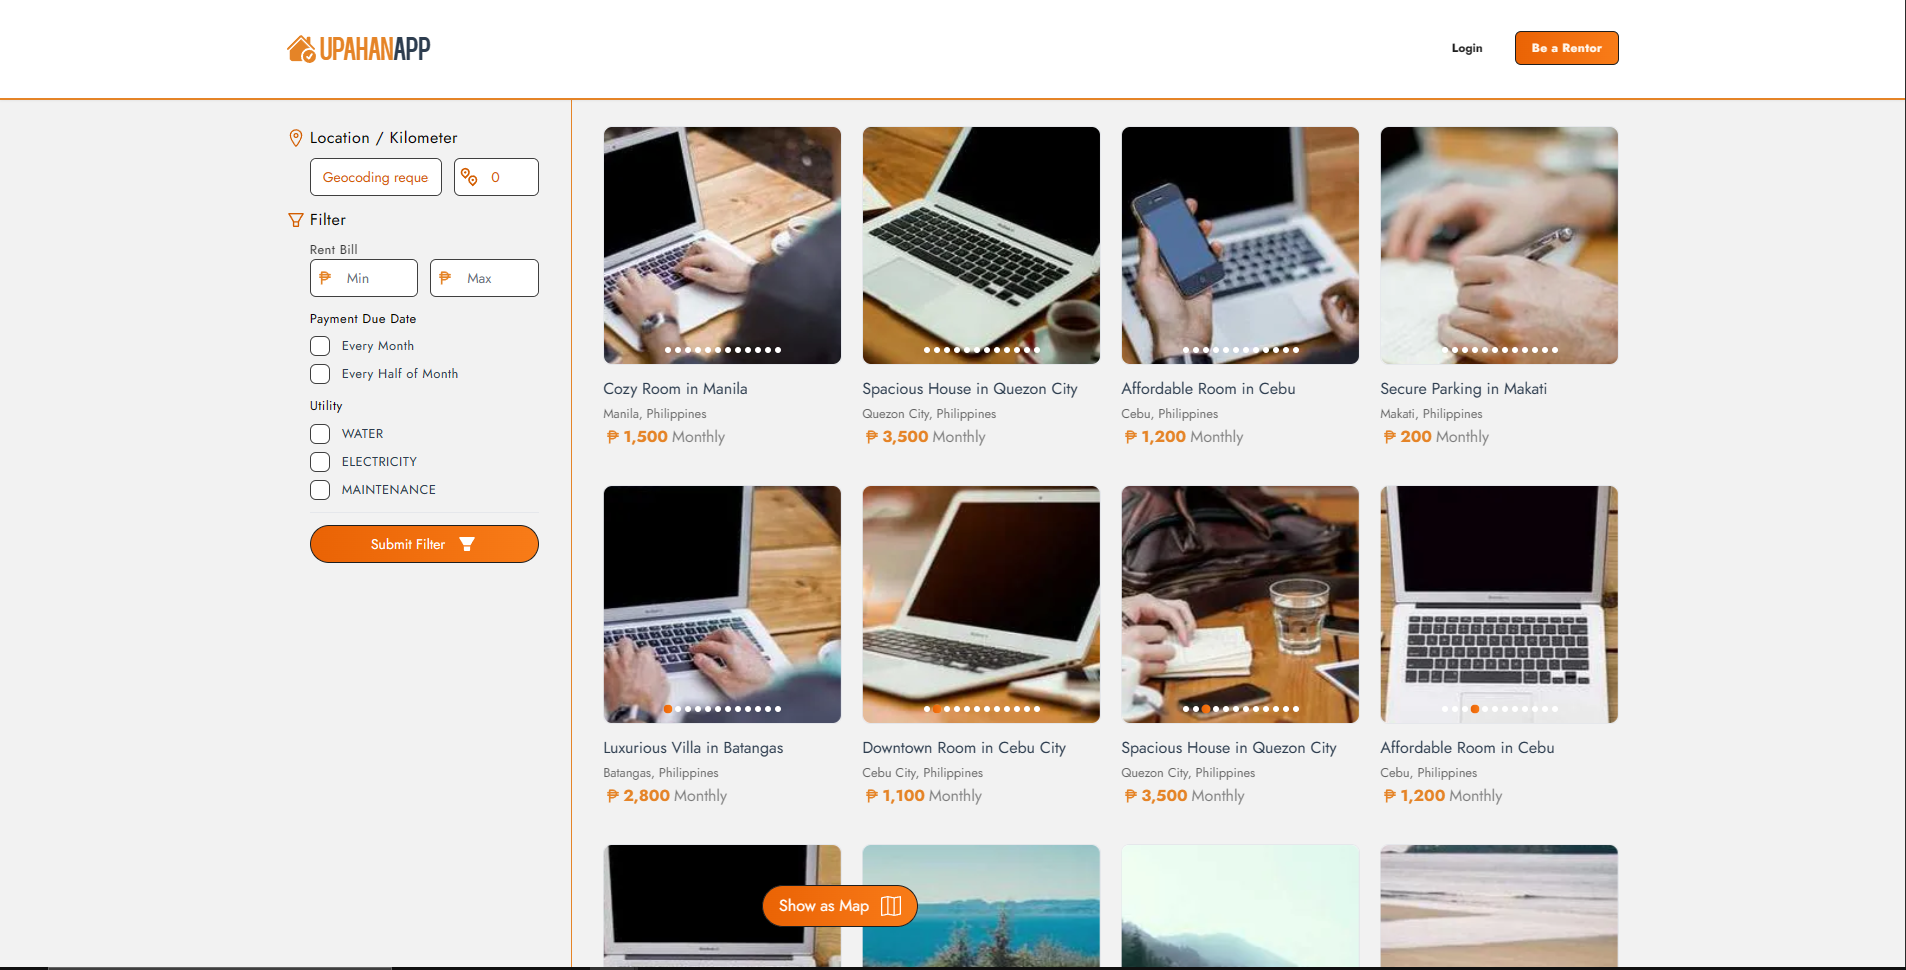 UPAHANAPP
Login
Be a Rentor
Location / Kilometer
Geocoding reque
0
Filter
Rent Bill
₱ Min
₱ Max
Payment Due Date
Every Month
Every Half of Month
Utility
WATER
ELECTRICITY
MAINTENANCE
Submit Filter
Cozy Room in Manila
Manila, Philippines
₱ 1,500 Monthly
Spacious House in Quezon City
Quezon City, Philippines
₱ 3,500 Monthly
Affordable Room in Cebu
Cebu, Philippines
₱ 1,200 Monthly
Secure Parking in Makati
Makati, Philippines
₱ 200 Monthly
Luxurious Villa in Batangas
Batangas, Philippines
₱ 2,800 Monthly
Downtown Room in Cebu City
Cebu City, Philippines
₱ 1,100 Monthly
Spacious House in Quezon City
Quezon City, Philippines
₱ 3,500 Monthly
Affordable Room in Cebu
Cebu, Philippines
₱ 1,200 Monthly
Show as Map